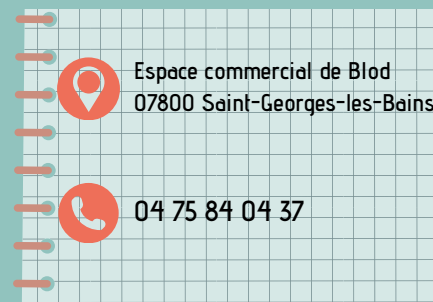 Espace commercial de Blod
07800 Saint-Georges-les-Bains
04 75 84 04 37